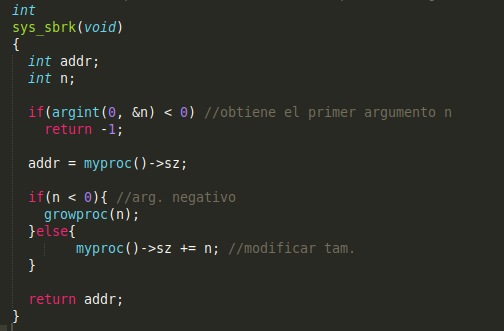 int
sys_sbrk(void)
{
int addr;
int n;
if(argint(0, &n) < 0) //obtiene el primer argumento n
return -1;
addr = myproc()->sz;
if(n < 0){ //arg. negativo
growproc(n);
}else{
myproc()->sz += n; //modificar tam.
}
return addr;
}